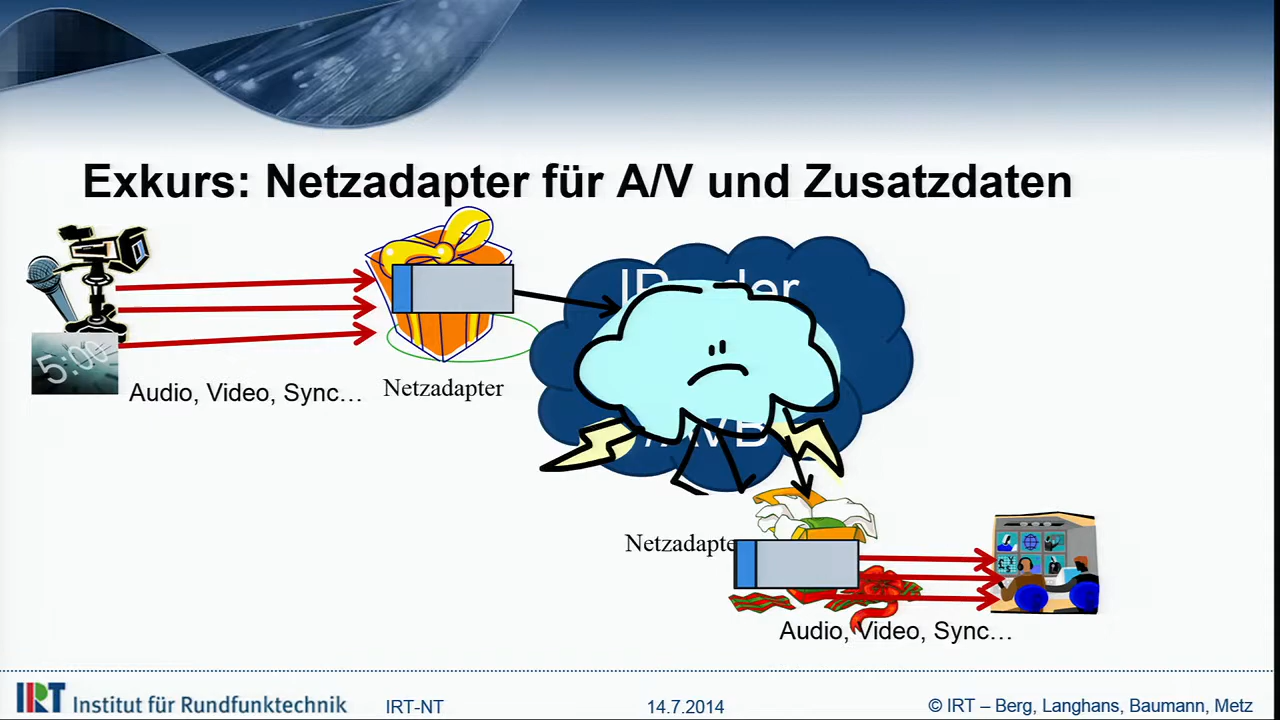 Exkurs: Netzadapter für A/V und Zusatzdaten
5:00
Audio, Video, Sync…
Netzadapter
AVB
Netzadapte
Audio, Video, Sync…
IRT Institut für Rundfunktechnik
IRT-NT
14.7.2014
© IRT – Berg, Langhans, Baumann, Metz